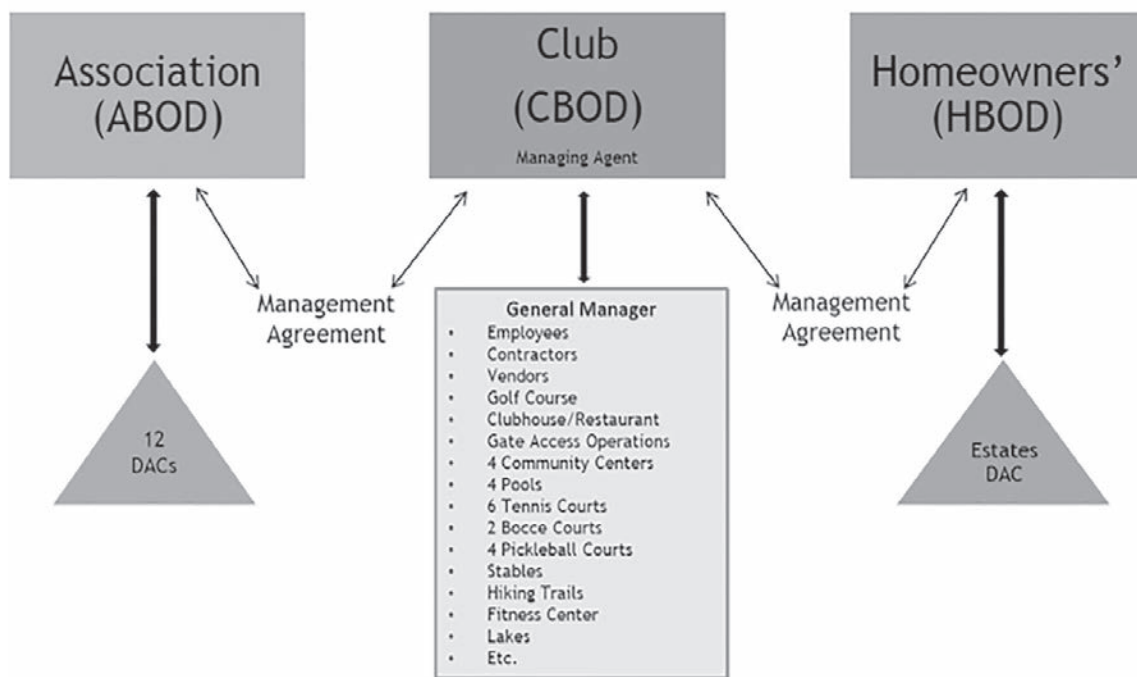 Association
(ABOD)
Club
(CBOD)
Managing Agent
Homeowners’
(HBOD)
Management
Agreement
Management
Agreement
12
DACs
General Manager
• Employees
• Contractors
• Vendors
• Golf Course
• Clubhouse/Restaurant
• Gate Access Operations
• 4 Community Centers
• 4 Pools
• 6 Tennis Courts
• 2 Bocce Courts
• 4 Pickleball Courts
• Stables
• Hiking Trails
• Fitness Center
• Lakes
• Etc.
Estates
DAC